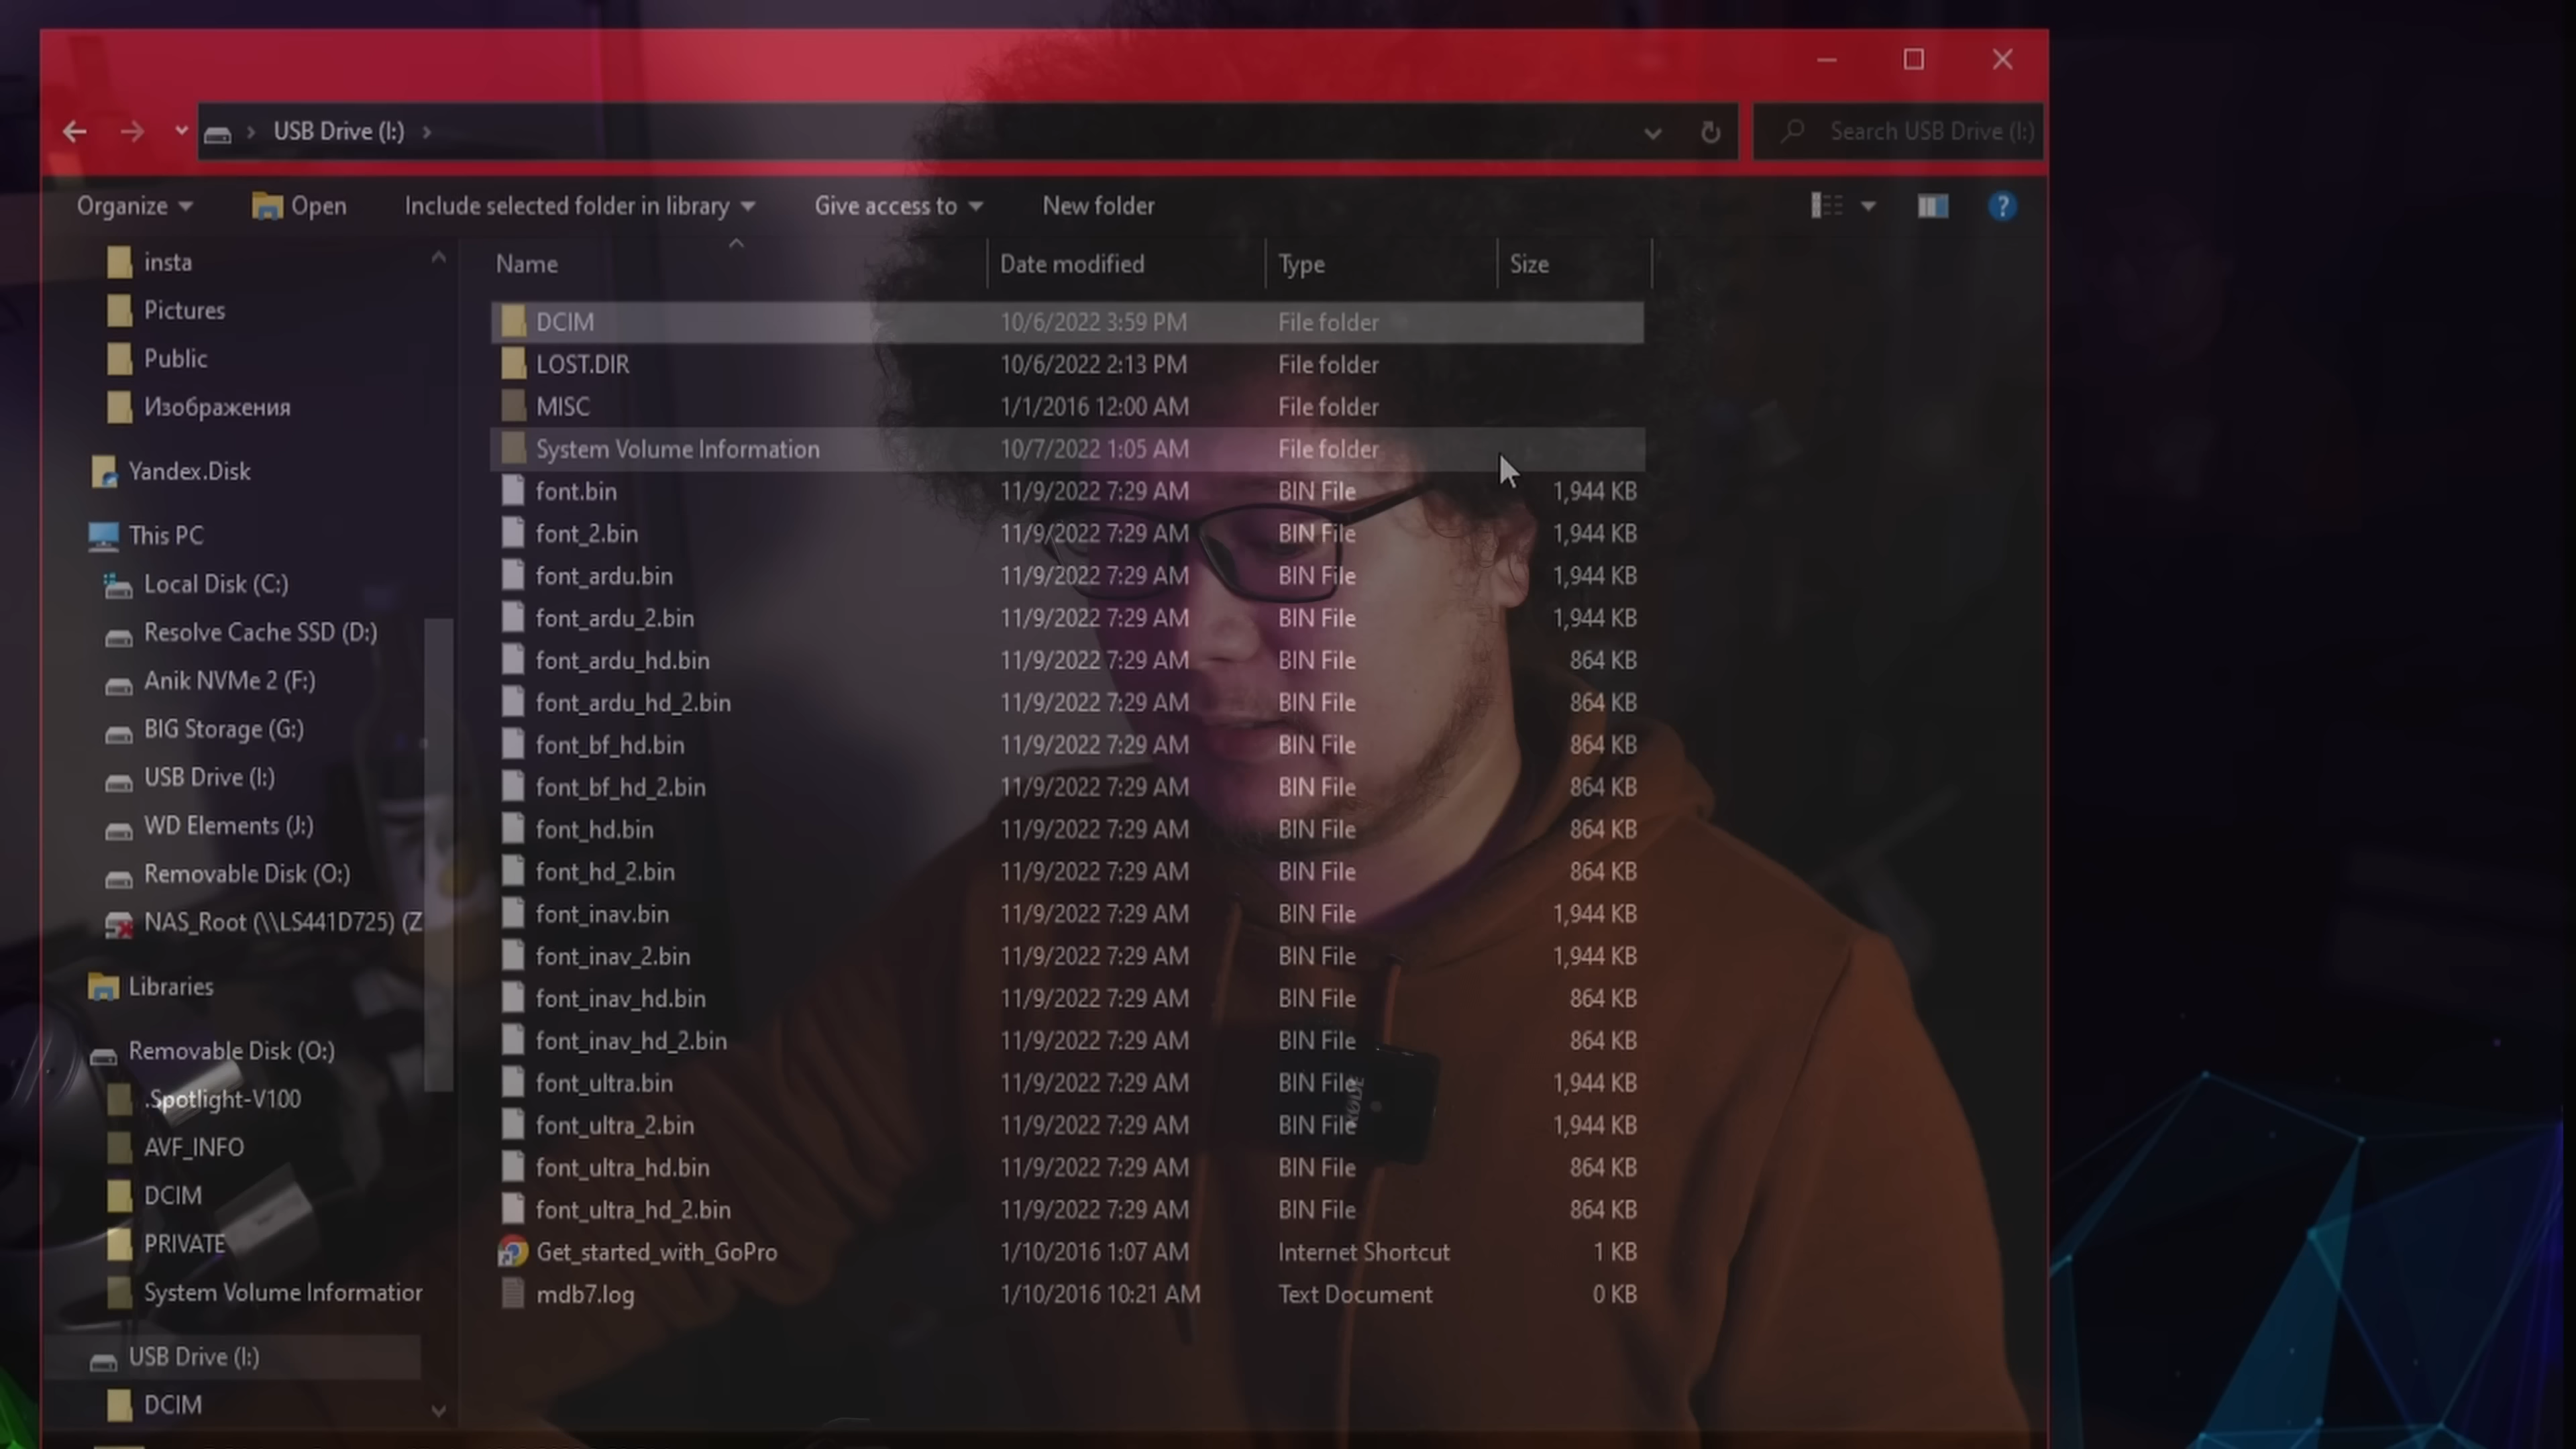 USB Drive (I:)
Search USB Drive (I:)
Organize
Open
Include selected folder in library
Give access to
New folder
insta
Pictures
Public
Изображения
Yandex.Disk
This PC
Local Disk (C:)
Resolve Cache SSD (D:)
Anik NVMe 2 (F:)
BIG Storage (G:)
USB Drive (I:)
WD Elements (J:)
Removable Disk (O:)
NAS_Root (\\LS441D725) (Z
Libraries
Removable Disk (O:)
.Spotlight-V100
AVF_INFO
DCIM
PRIVATE
System Volume Information
USB Drive (I:)
DCIM
Name Date modified Type Size
DCIM 10/6/2022 3:59 PM File folder
LOST.DIR 10/6/2022 2:13 PM File folder
MISC 1/1/2016 12:00 AM File folder
System Volume Information 10/7/2022 1:05 AM File folder
font.bin 11/9/2022 7:29 AM BIN File 1,944 KB
font_2.bin 11/9/2022 7:29 AM BIN File 1,944 KB
font_ardu.bin 11/9/2022 7:29 AM BIN File 1,944 KB
font_ardu_2.bin 11/9/2022 7:29 AM BIN File 1,944 KB
font_ardu_hd.bin 11/9/2022 7:29 AM BIN File 864 KB
font_ardu_hd_2.bin 11/9/2022 7:29 AM BIN File 864 KB
font_bf_hd.bin 11/9/2022 7:29 AM BIN File 864 KB
font_bf_hd_2.bin 11/9/2022 7:29 AM BIN File 864 KB
font_hd.bin 11/9/2022 7:29 AM BIN File 864 KB
font_hd_2.bin 11/9/2022 7:29 AM BIN File 864 KB
font_inav.bin 11/9/2022 7:29 AM BIN File 1,944 KB
font_inav_2.bin 11/9/2022 7:29 AM BIN File 1,944 KB
font_inav_hd.bin 11/9/2022 7:29 AM BIN File 864 KB
font_inav_hd_2.bin 11/9/2022 7:29 AM BIN File 864 KB
font_ultra.bin 11/9/2022 7:29 AM BIN File 1,944 KB
font_ultra_2.bin 11/9/2022 7:29 AM BIN File 1,944 KB
font_ultra_hd.bin 11/9/2022 7:29 AM BIN File 864 KB
font_ultra_hd_2.bin 11/9/2022 7:29 AM BIN File 864 KB
Get_started_with_GoPro 1/10/2016 1:07 AM Internet Shortcut 1 KB
mdb7.log 1/10/2016 10:21 AM Text Document 0 KB
RØDE